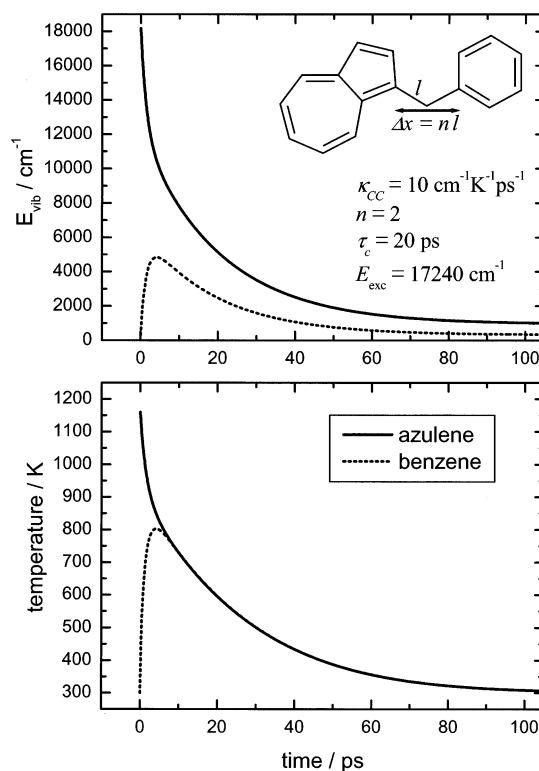 18000
16000
14000
12000
10000
8000
6000
4000
2000
0
E_vib / cm⁻¹
l
Δx = n l
κ_CC = 10 cm⁻¹K⁻¹ps⁻¹
n = 2
τ_c = 20 ps
E_exc = 17240 cm⁻¹
0 20 40 60 80 100
1200
1100
1000
900
800
700
600
500
400
300
temperature / K
azulene
benzene
0 20 40 60 80 100
time / ps